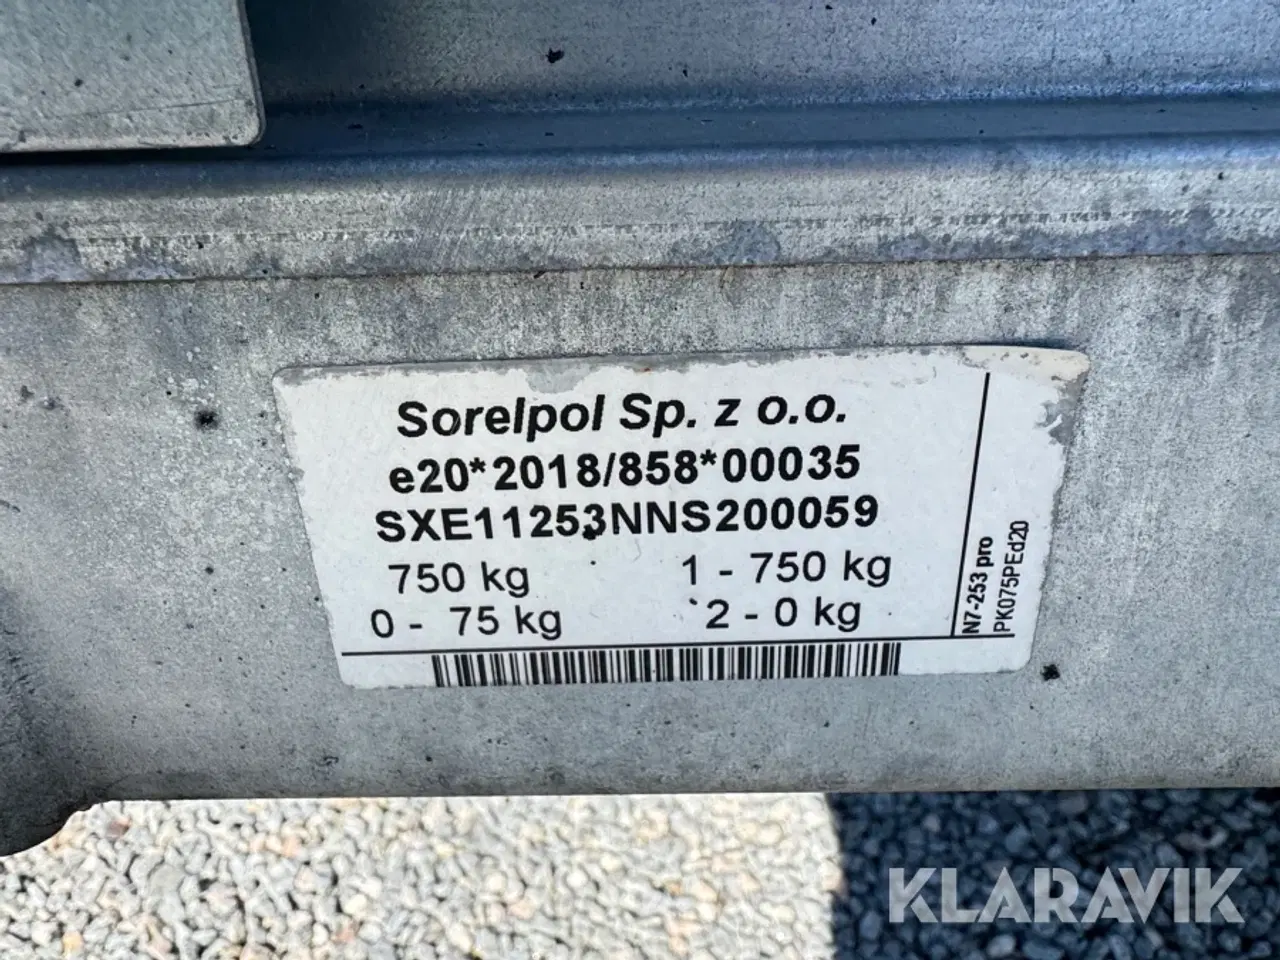 Sorelpol Sp. z o.o.
e20*2018/858*00035
SXE11253NNS200059
750 kg 1 - 750 kg
0 - 75 kg 2 - 0 kg
N7-253 pro
PK075PEd20
KLARAVIK